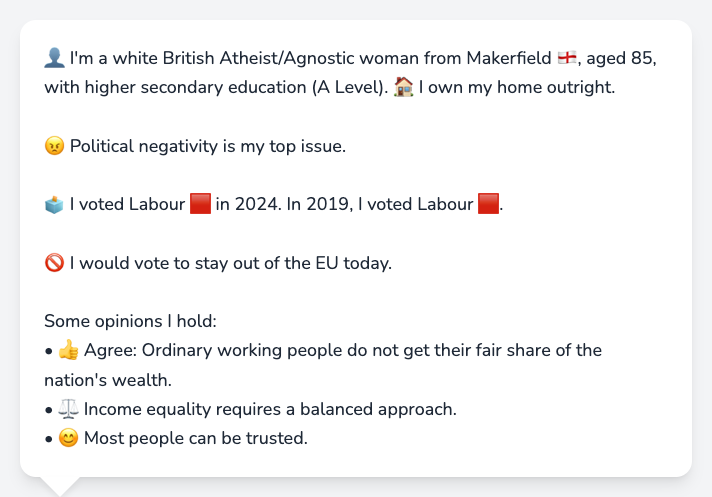 👤 I'm a white British Atheist/Agnostic woman from Makerfield 🏴󠁧󠁢󠁥󠁮󠁧󠁿, aged 85,
with higher secondary education (A Level). 🏠 I own my home outright.
😠 Political negativity is my top issue.
🗳️ I voted Labour 🟥 in 2024. In 2019, I voted Labour 🟥.
🚫 I would vote to stay out of the EU today.
Some opinions I hold:
• 👍 Agree: Ordinary working people do not get their fair share of the
nation's wealth.
• ⚖️ Income equality requires a balanced approach.
• 😊 Most people can be trusted.